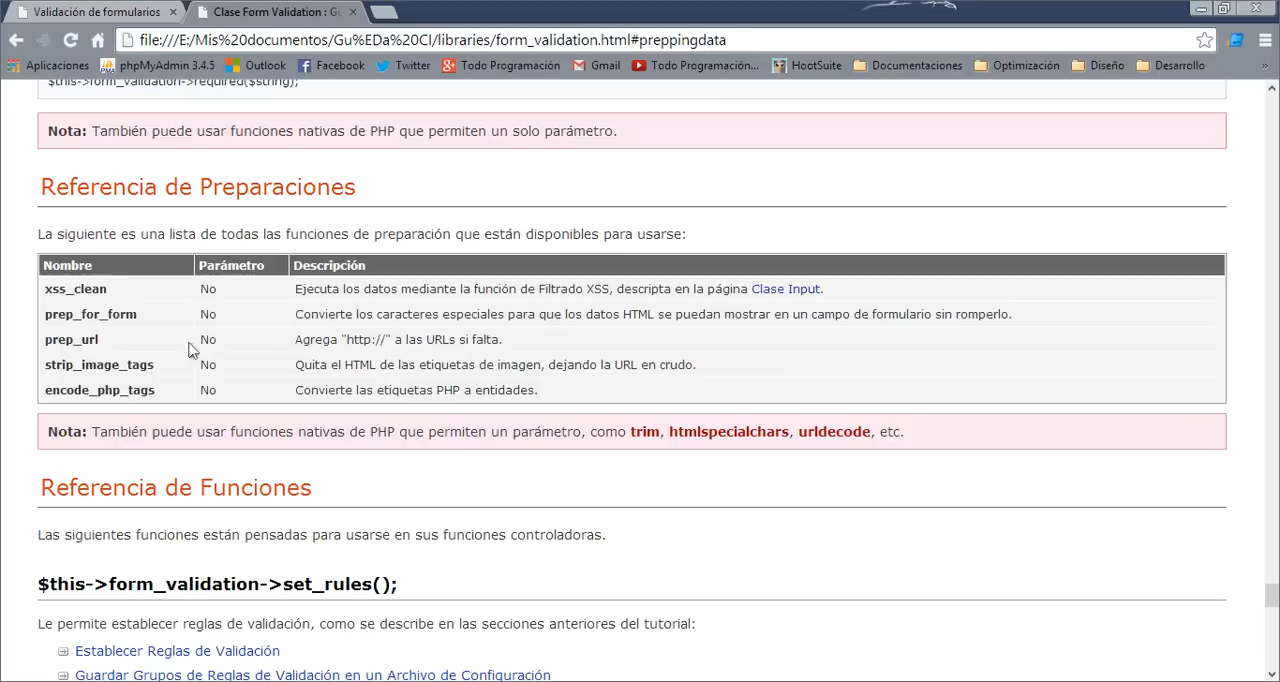 Validación de formularios
Clase Form Validation : Gu
file:///E:/Mis%20documentos/Gu%EDa%20CI/libraries/form_validation.html#preppingdata
Aplicaciones
phpMyAdmin 3.4.5
Outlook
Facebook
Twitter
Todo Programación
Gmail
Todo Programación...
HootSuite
Documentaciones
Optimización
Diseño
Desarrollo
»
$this->form_validation->required($string);
Nota: También puede usar funciones nativas de PHP que permiten un solo parámetro.
Referencia de Preparaciones
La siguiente es una lista de todas las funciones de preparación que están disponibles para usarse:
Nombre Parámetro Descripción
xss_clean No Ejecuta los datos mediante la función de Filtrado XSS, descripta en la página Clase Input.
prep_for_form No Convierte los caracteres especiales para que los datos HTML se puedan mostrar en un campo de formulario sin romperlo.
prep_url No Agrega "http://" a las URLs si falta.
strip_image_tags No Quita el HTML de las etiquetas de imagen, dejando la URL en crudo.
encode_php_tags No Convierte las etiquetas PHP a entidades.
Nota: También puede usar funciones nativas de PHP que permiten un parámetro, como trim, htmlspecialchars, urldecode, etc.
Referencia de Funciones
Las siguientes funciones están pensadas para usarse en sus funciones controladoras.
$this->form_validation->set_rules();
Le permite establecer reglas de validación, como se describe en las secciones anteriores del tutorial:
Establecer Reglas de Validación
Guardar Grupos de Reglas de Validación en un Archivo de Configuración